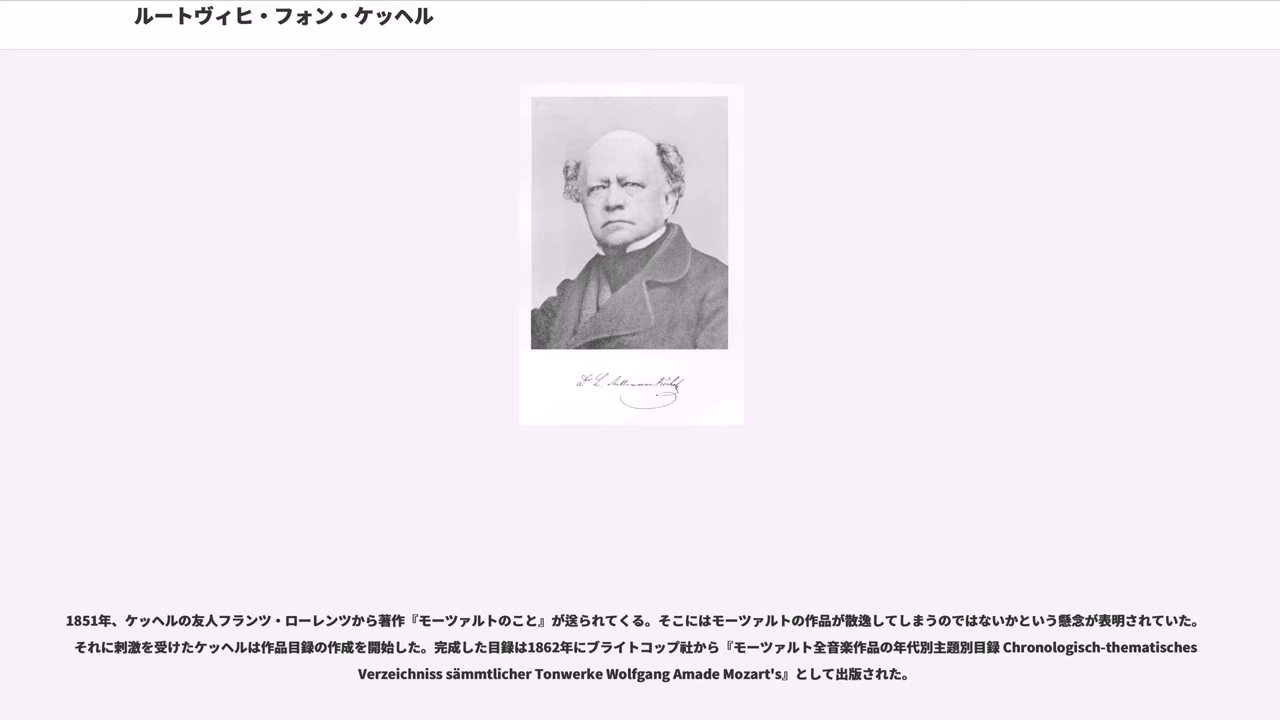 ルートヴィヒ・フォン・ケッヘル
1851年、ケッヘルの友人フランツ・ローレンツから著作『モーツァルトのこと』が送られてくる。そこにはモーツァルトの作品が散逸してしまうのではないかという懸念が表明されていた。
それに刺激を受けたケッヘルは作品目録の作成を開始した。完成した目録は1862年にブライトコップ社から『モーツァルト全音楽作品の年代別主題別目録 Chronologisch-thematisches
Verzeichniss sämmtlicher Tonwerke Wolfgang Amade Mozart's』として出版された。